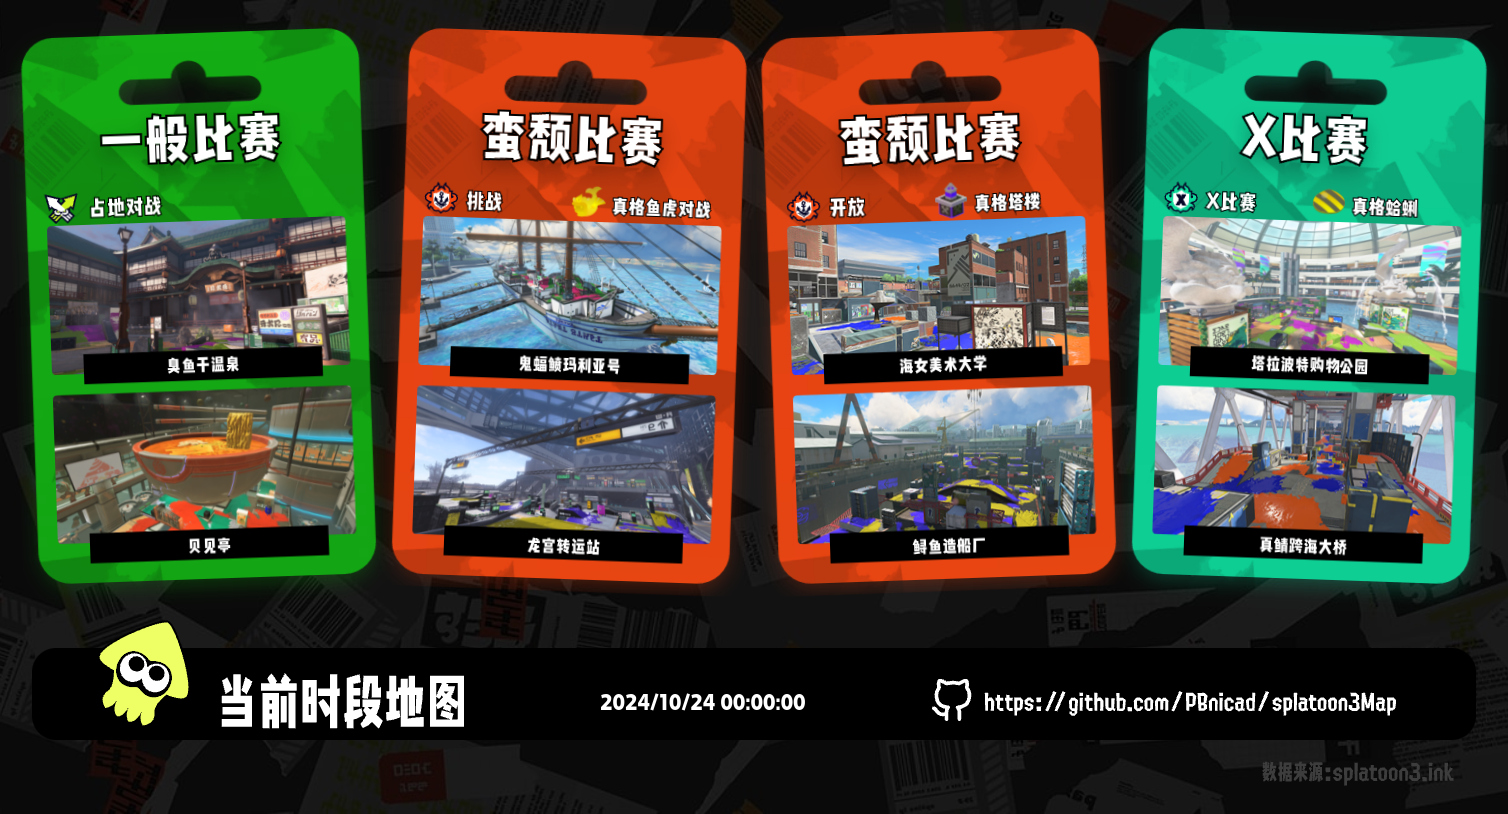 一般比赛
占地对战
臭鱼干温泉
贝见亭
蛮颓比赛
挑战
真格鱼虎对战
鬼蝠鲼玛利亚号
龙宫转运站
蛮颓比赛
开放
真格塔楼
海女美术大学
鲟鱼造船厂
X比赛
X比赛
真格蛤蜊
塔拉波特购物公园
真鲭跨海大桥
当前时段地图
2024/10/24 00:00:00
https://github.com/PBnicad/splatoon3Map
数据来源:splatoon3.ink